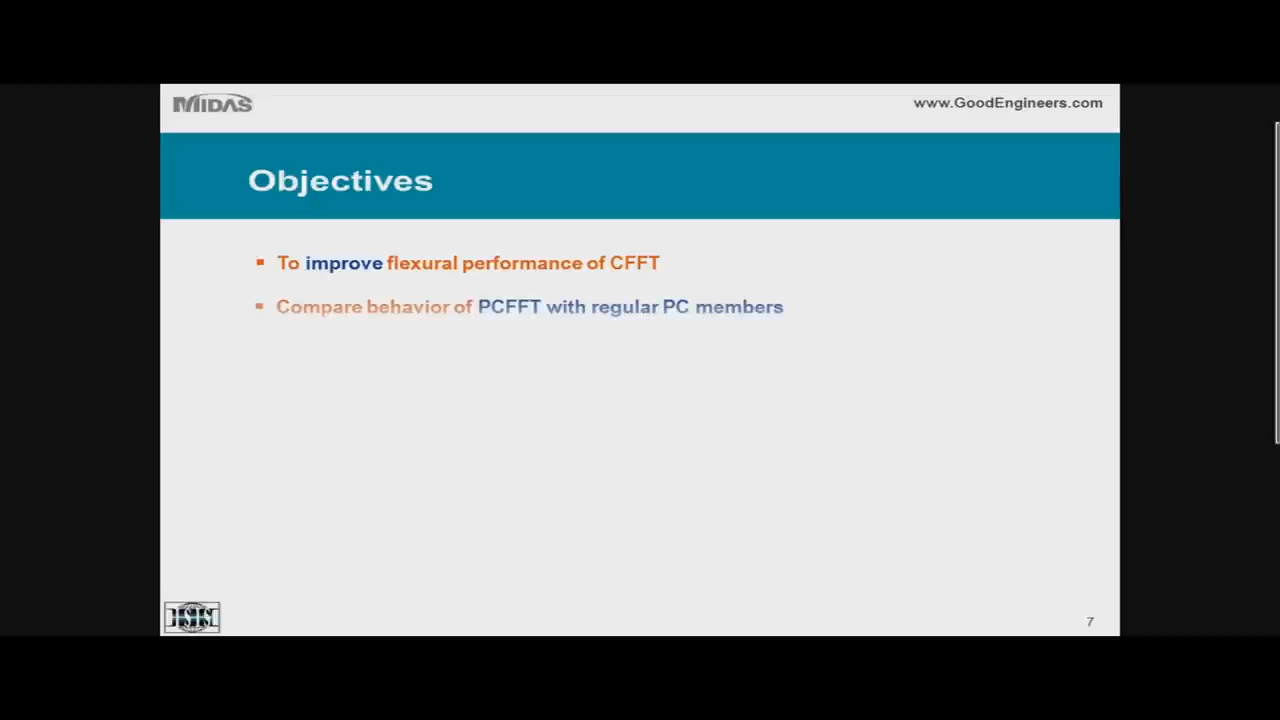 MIDAS
www.GoodEngineers.com
Objectives
▪ To improve flexural performance of CFFT
▪ Compare behavior of PCFFT with regular PC members
ISIS
7